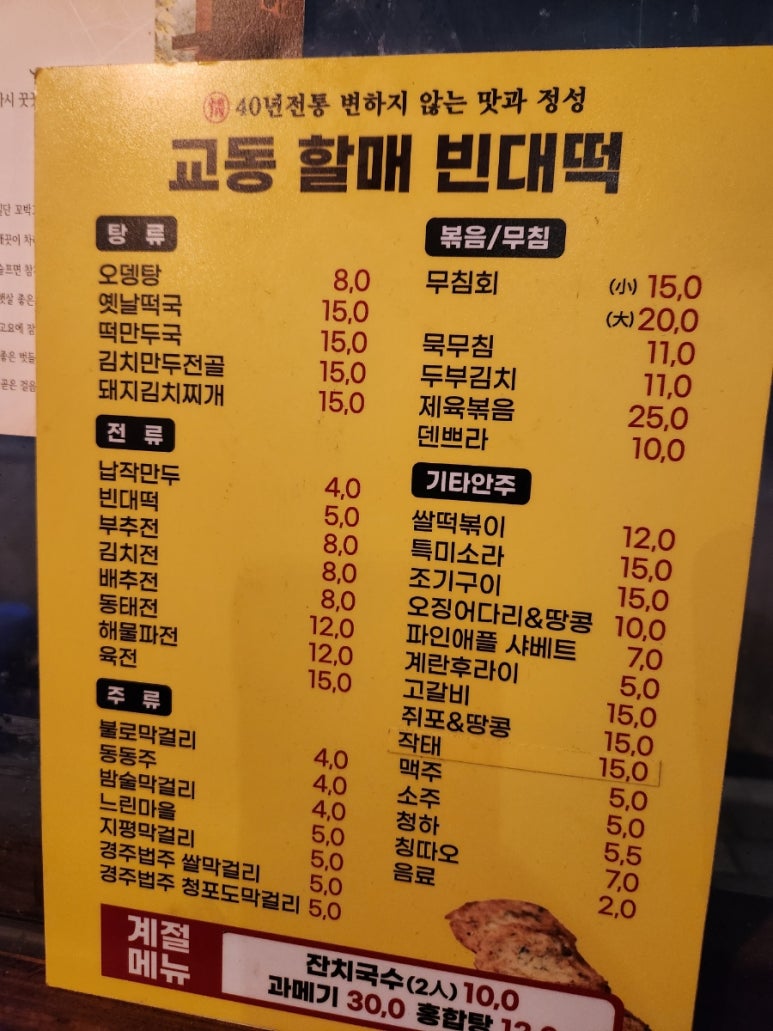 40년전통 변하지 않는 맛과 정성
교동 할매 빈대떡
탕 류
오뎅탕 8,0
옛날떡국 15,0
떡만두국 15,0
김치만두전골 15,0
돼지김치찌개 15,0
전 류
납작만두 4,0
빈대떡 5,0
부추전 8,0
김치전 8,0
배추전 8,0
동태전 12,0
해물파전 12,0
육전 15,0
주 류
불로막걸리 4,0
동동주 4,0
밤술막걸리 4,0
느린마을 5,0
지평막걸리 5,0
경주법주 쌀막걸리 5,0
경주법주 청포도막걸리 5,0
볶음/무침
무침회 (小) 15,0
(大) 20,0
묵무침 11,0
두부김치 11,0
제육볶음 25,0
덴쁘라 10,0
기타안주
쌀떡볶이 12,0
특미소라 15,0
조기구이 15,0
오징어다리&땅콩 10,0
파인애플 샤베트 7,0
계란후라이 5,0
고갈비 15,0
쥐포&땅콩 15,0
작태 15,0
맥주 5,0
소주 5,0
청하 5,5
칭따오 7,0
음료 2,0
계절
메뉴
잔치국수(2人) 10,0
과메기 30,0 홍합탕